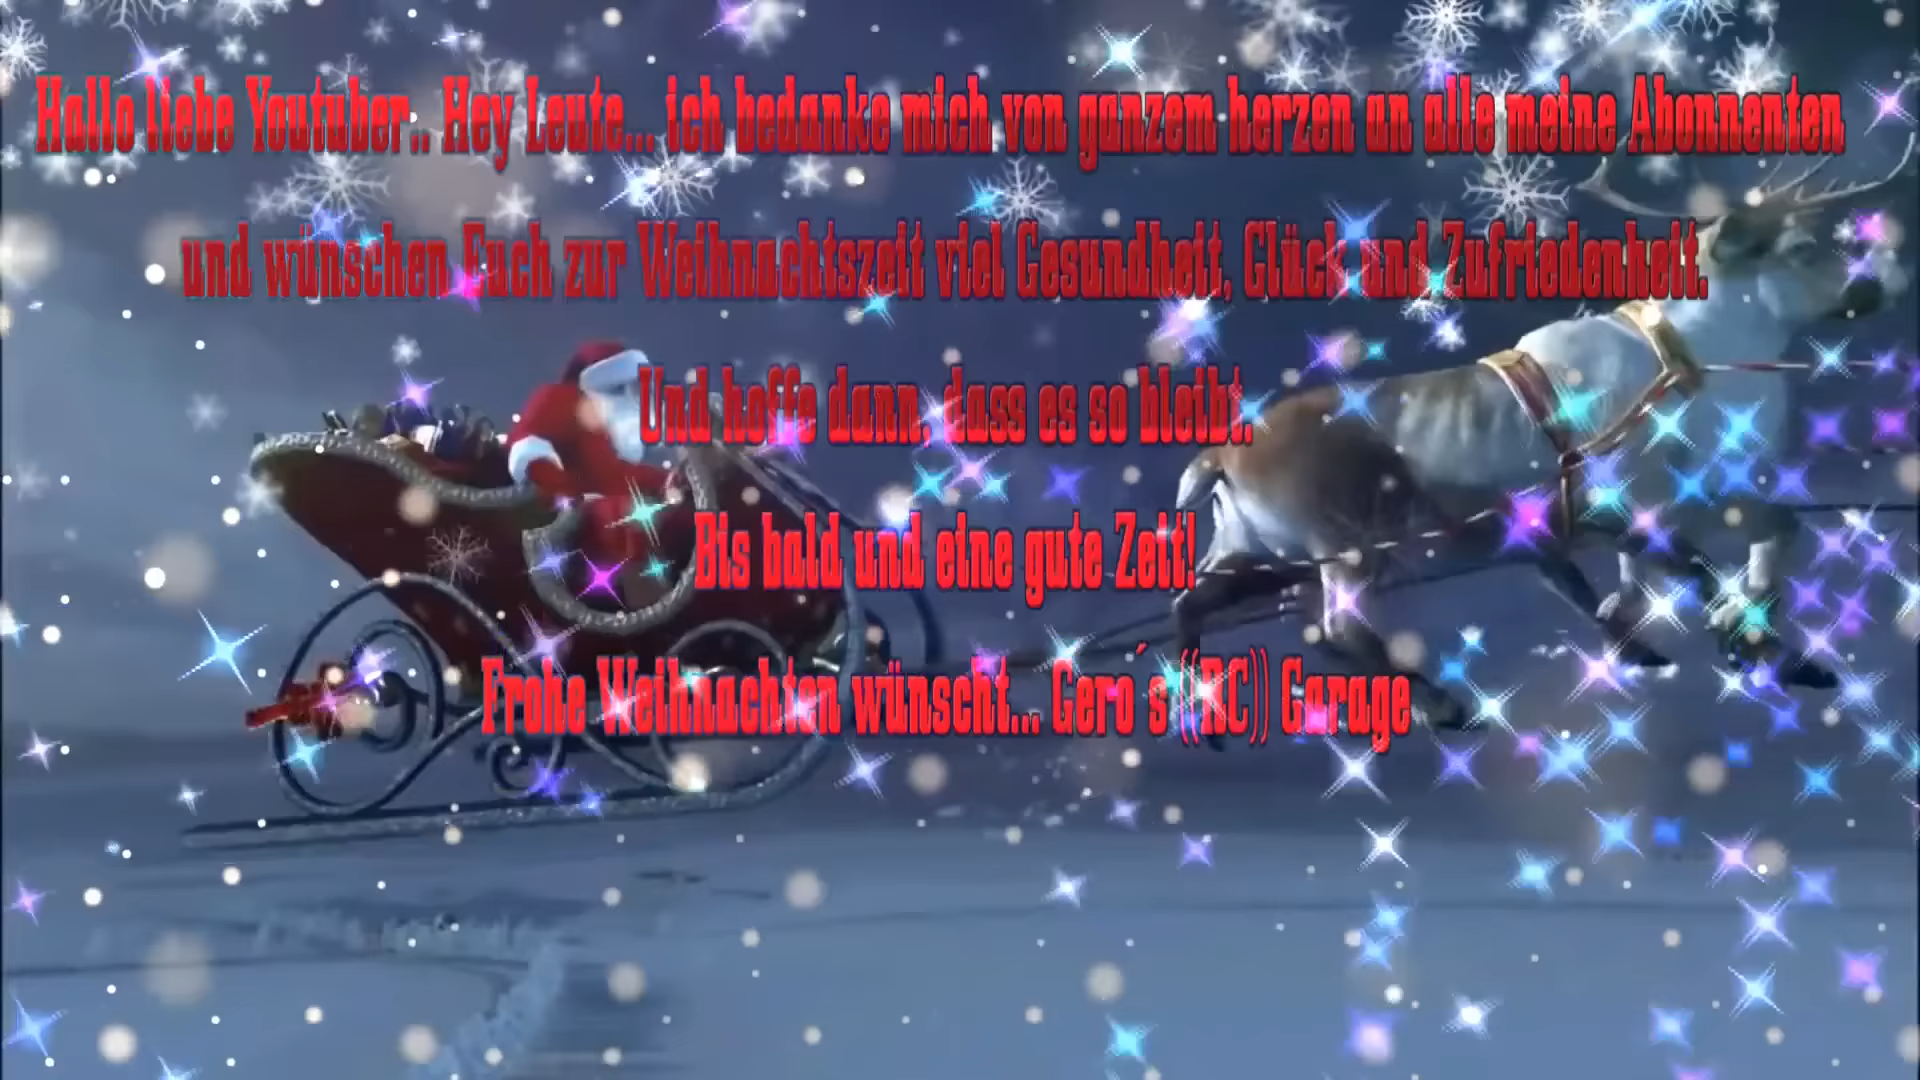 Hallo liebe Youtuber.. Hey Leute... ich bedanke mich von ganzem herzen an alle meine Abonnenten
und wünschen Euch zur Weihnachtszeit viel Gesundheit, Glück und Zufriedenheit.
Und hoffe dann, dass es so bleibt.
Bis bald und eine gute Zeit!
Frohe Weihnachten wünscht... Gero´s ((RC)) Garage